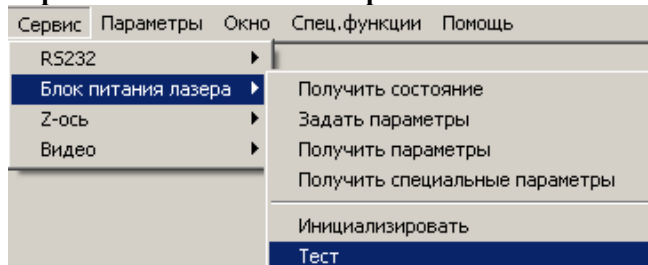 Сервис Параметры Окно Спец.функции Помощь
RS232
Блок питания лазера
Z-ось
Видео
Получить состояние
Задать параметры
Получить параметры
Получить специальные параметры
Инициализировать
Тест